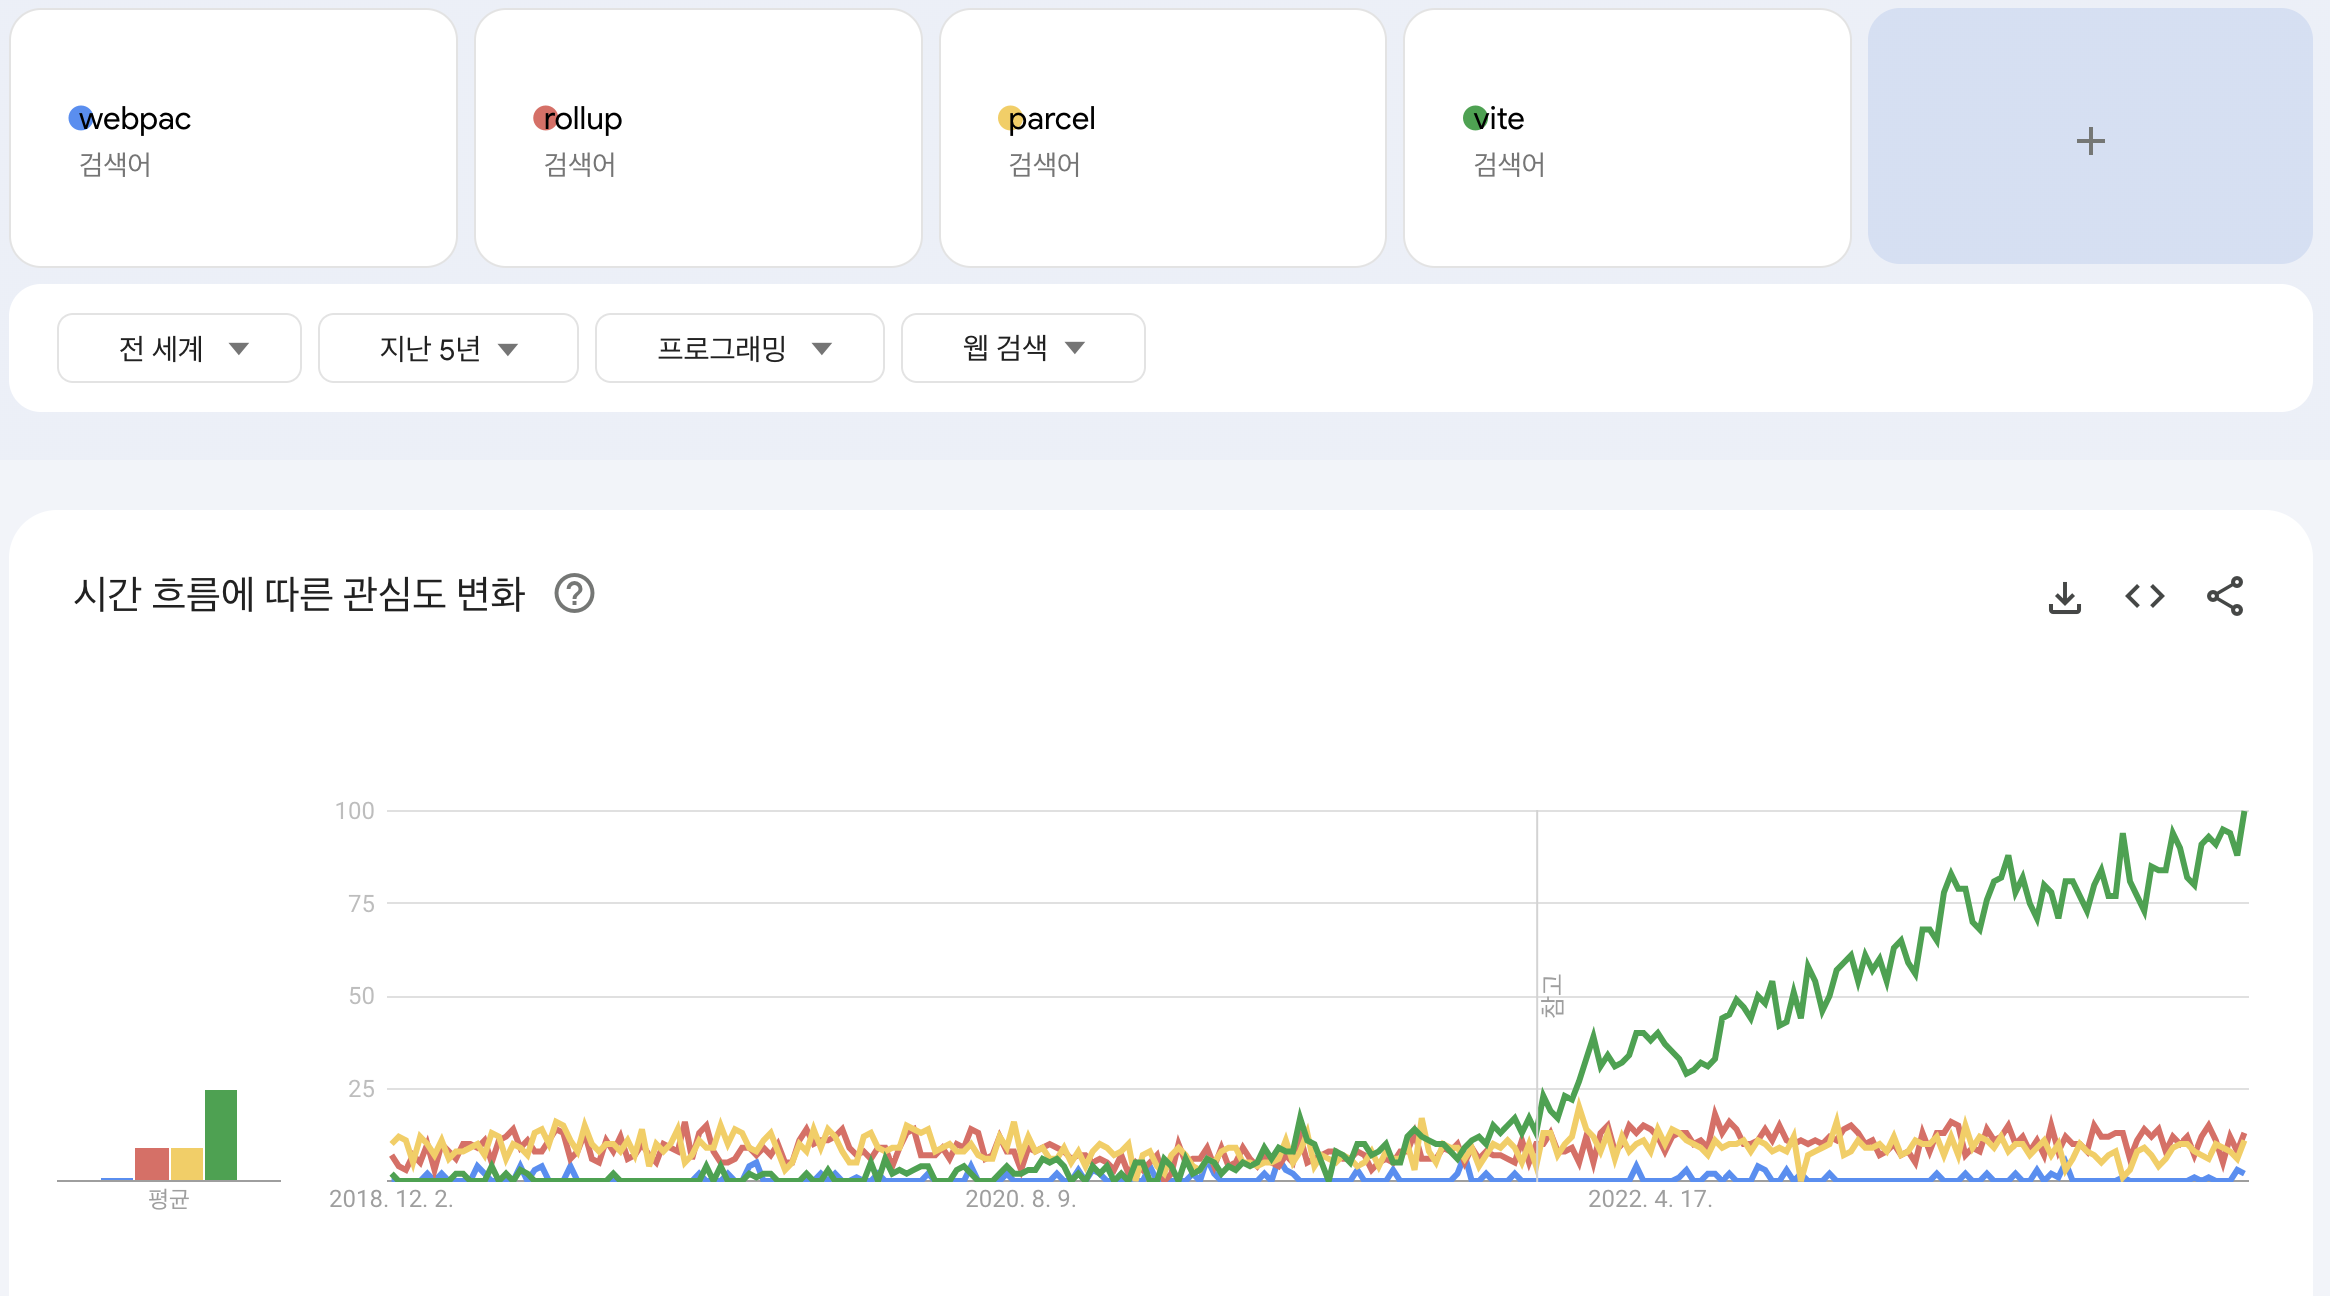 webpac
검색어
rollup
검색어
parcel
검색어
vite
검색어
+
전 세계
지난 5년
프로그래밍
웹 검색
시간 흐름에 따른 관심도 변화
?
100
75
50
25
참고
평균
2018. 12. 2.
2020. 8. 9.
2022. 4. 17.